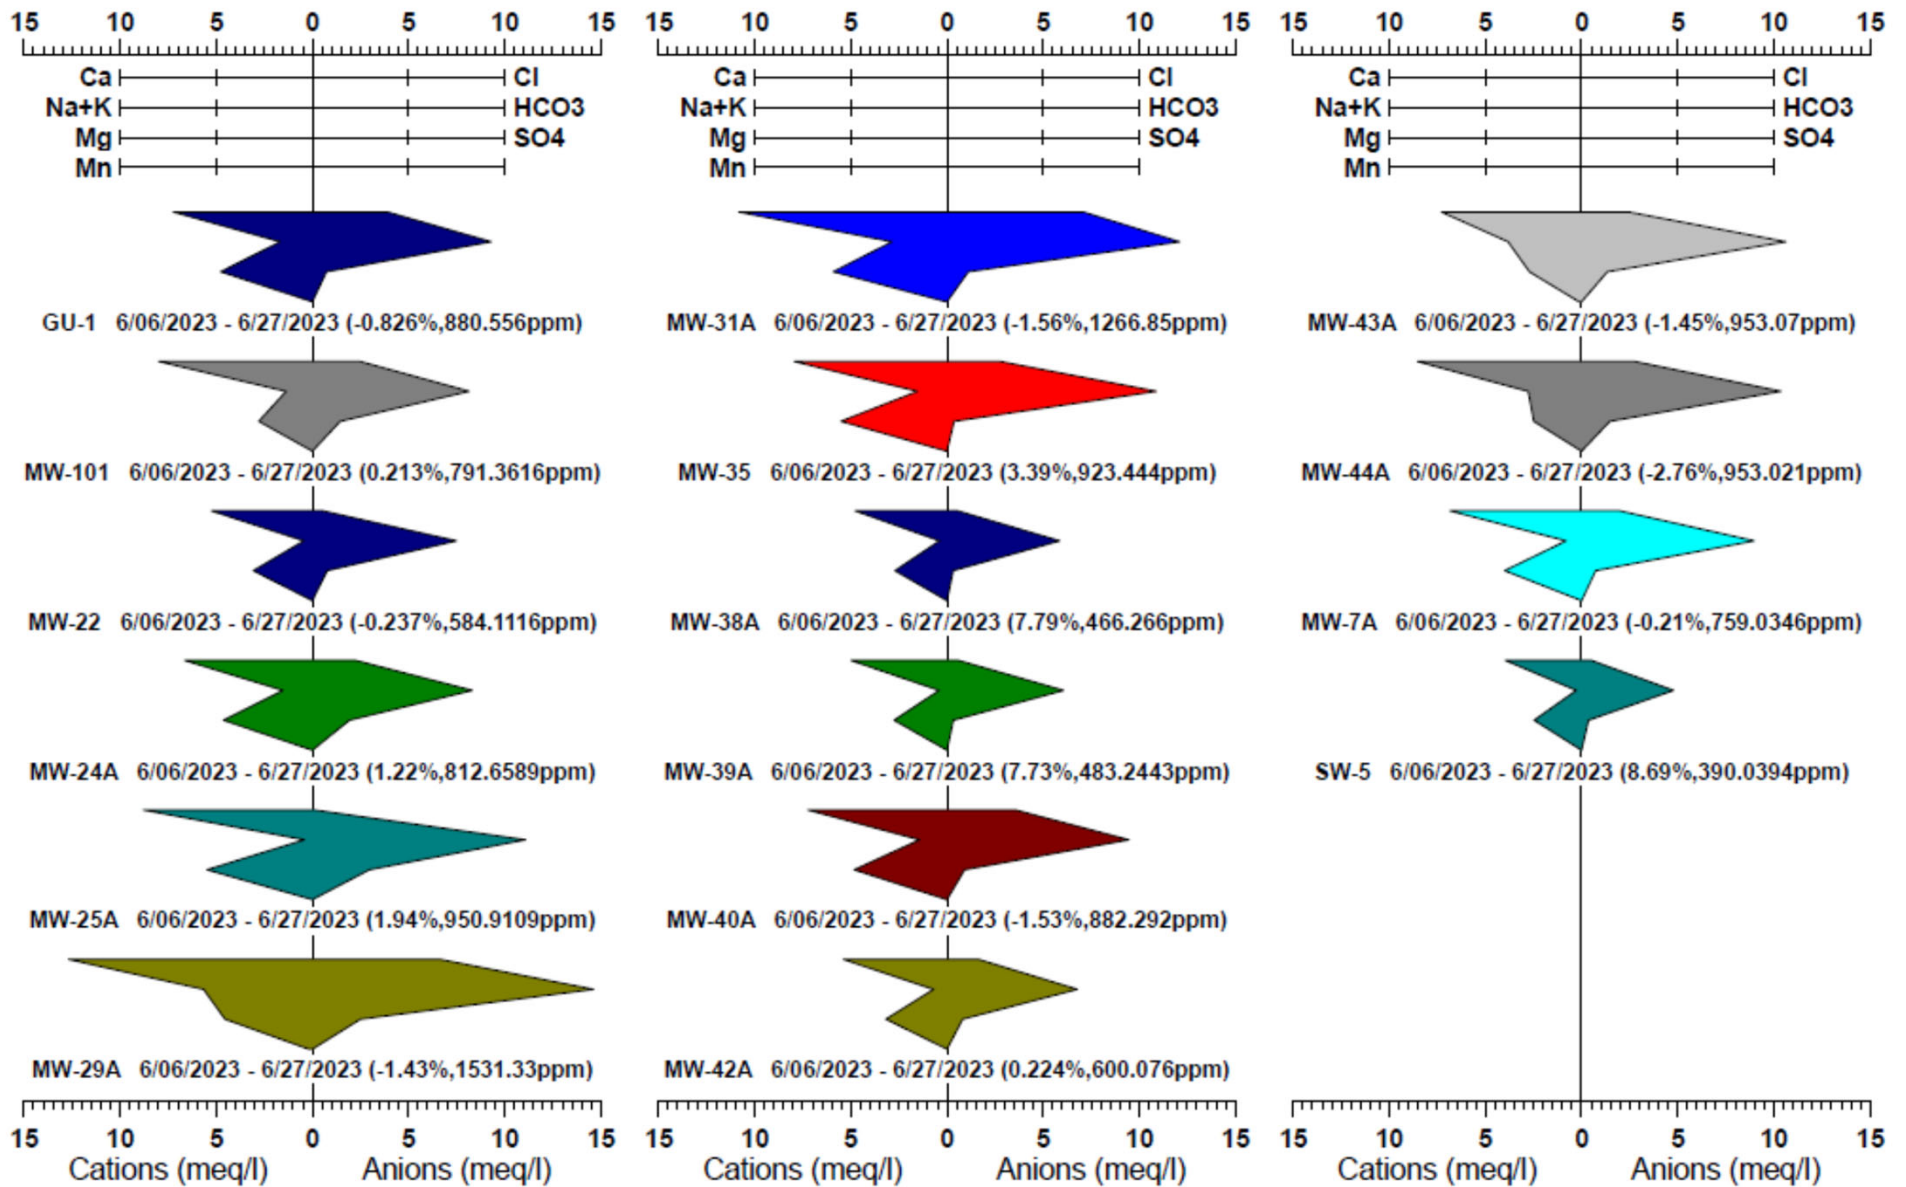 15 10 5 0 5 10 15 15 10 5 0 5 10 15 15 10 5 0 5 10 15
Ca Cl Ca Cl Ca Cl
Na+K HCO3 Na+K HCO3 Na+K HCO3
Mg SO4 Mg SO4 Mg SO4
Mn Mn Mn
GU-1 6/06/2023 - 6/27/2023 (-0.826%,880.556ppm) MW-31A 6/06/2023 - 6/27/2023 (-1.56%,1266.85ppm) MW-43A 6/06/2023 - 6/27/2023 (-1.45%,953.07ppm)
MW-101 6/06/2023 - 6/27/2023 (0.213%,791.3616ppm) MW-35 6/06/2023 - 6/27/2023 (3.39%,923.444ppm) MW-44A 6/06/2023 - 6/27/2023 (-2.76%,953.021ppm)
MW-22 6/06/2023 - 6/27/2023 (-0.237%,584.1116ppm) MW-38A 6/06/2023 - 6/27/2023 (7.79%,466.266ppm) MW-7A 6/06/2023 - 6/27/2023 (-0.21%,759.0346ppm)
MW-24A 6/06/2023 - 6/27/2023 (1.22%,812.6589ppm) MW-39A 6/06/2023 - 6/27/2023 (7.73%,483.2443ppm) SW-5 6/06/2023 - 6/27/2023 (8.69%,390.0394ppm)
MW-25A 6/06/2023 - 6/27/2023 (1.94%,950.9109ppm) MW-40A 6/06/2023 - 6/27/2023 (-1.53%,882.292ppm)
MW-29A 6/06/2023 - 6/27/2023 (-1.43%,1531.33ppm) MW-42A 6/06/2023 - 6/27/2023 (0.224%,600.076ppm)
15 10 5 0 5 10 15 15 10 5 0 5 10 15 15 10 5 0 5 10 15
Cations (meq/l) Anions (meq/l) Cations (meq/l) Anions (meq/l) Cations (meq/l) Anions (meq/l)